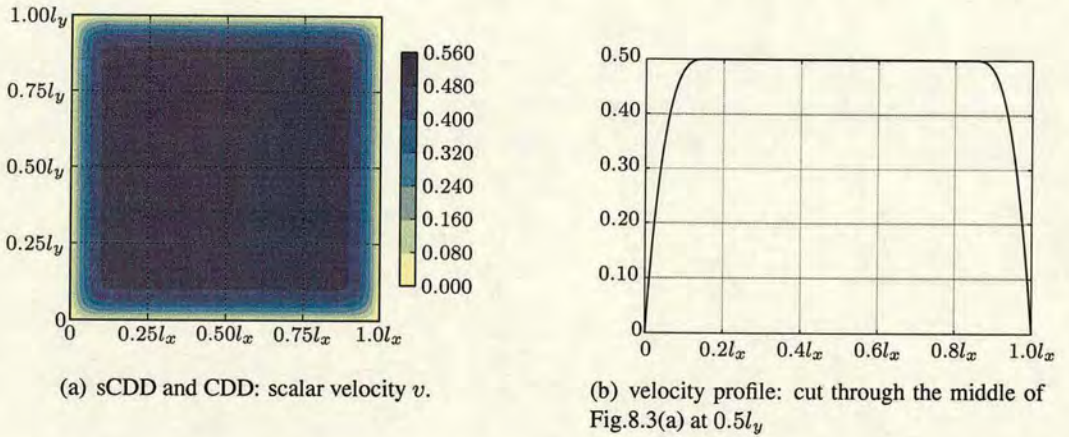 1.00l_y
0.75l_y
0.50l_y
0.25l_y
0
0 0.25l_x 0.50l_x 0.75l_x 1.0l_x
0.560
0.480
0.400
0.320
0.240
0.160
0.080
0.000
(a) sCDD and CDD: scalar velocity v.
0.50
0.40
0.30
0.20
0.10
0
0 0.2l_x 0.4l_x 0.6l_x 0.8l_x 1.0l_x
(b) velocity profile: cut through the middle of
Fig.8.3(a) at 0.5l_y